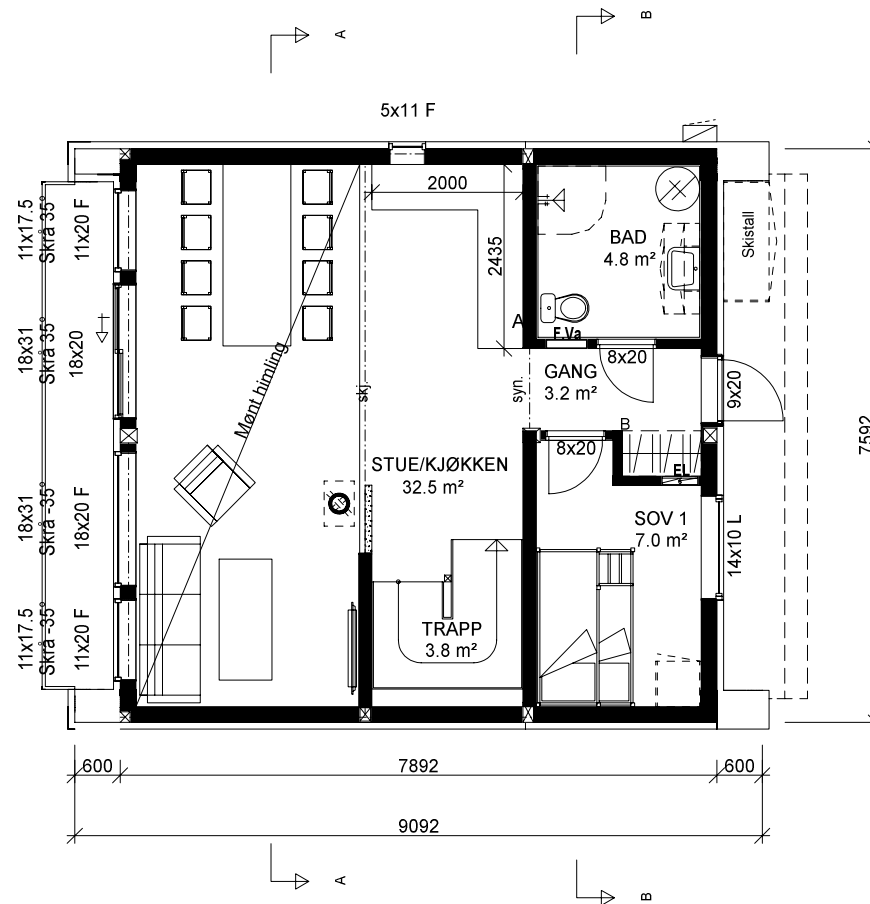 A
B
5x11 F
2000
2435
11x17.5
Skrå 35°
11x20 F
Skistall
BAD
4.8 m²
A
F.Va
8x20
18x31
Skrå 35°
18x20
Mønt himling
skj
syn.
GANG
3.2 m²
9x20
B
8x20
7592
STUE/KJØKKEN
32.5 m²
EL
18x31
Skrå -35°
18x20 F
SOV 1
7.0 m²
14x10 L
11x17.5
Skrå -35°
11x20 F
TRAPP
3.8 m²
600
7892
600
9092
A
B